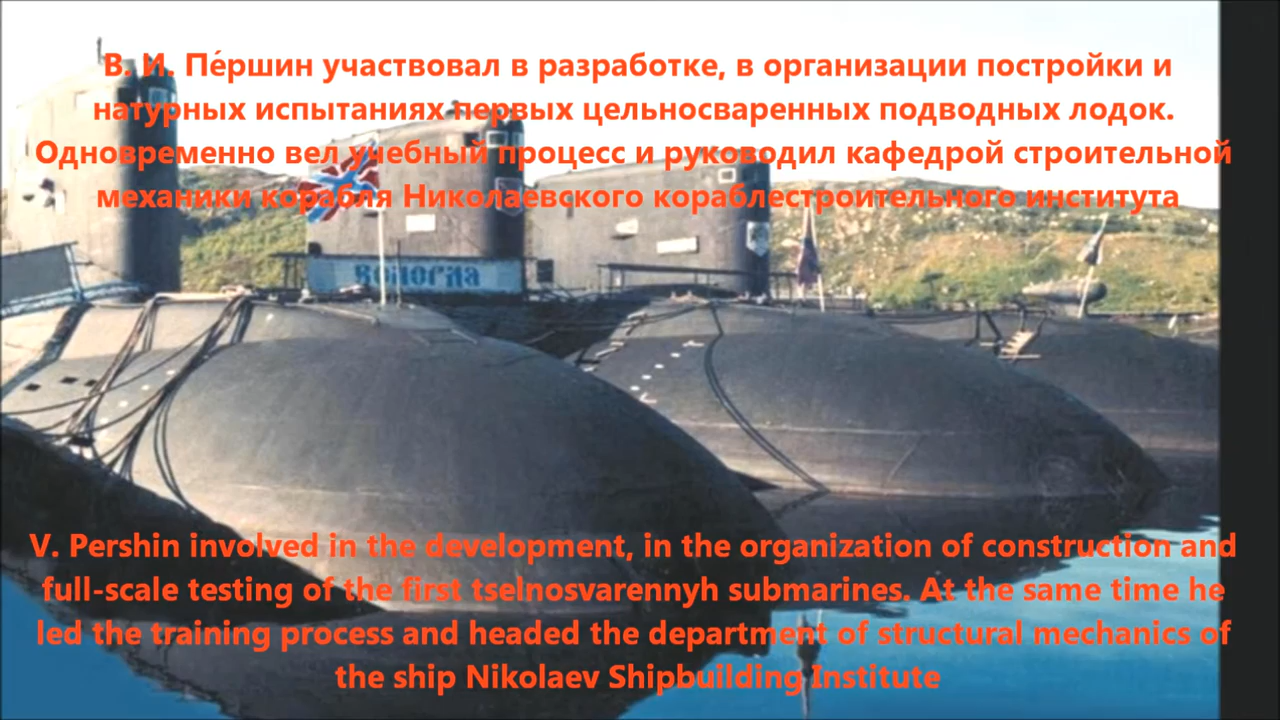 В. И. Пе́ршин участвовал в разработке, в организации постройки и
натурных испытаниях первых цельносваренных подводных лодок.
Одновременно вел учебный процесс и руководил кафедрой строительной
механики корабля Николаевского кораблестроительного института
ВОЛОГДА
V. Pershin involved in the development, in the organization of construction and
full-scale testing of the first tselnosvarennyh submarines. At the same time he
led the training process and headed the department of structural mechanics of
the ship Nikolaev Shipbuilding Institute